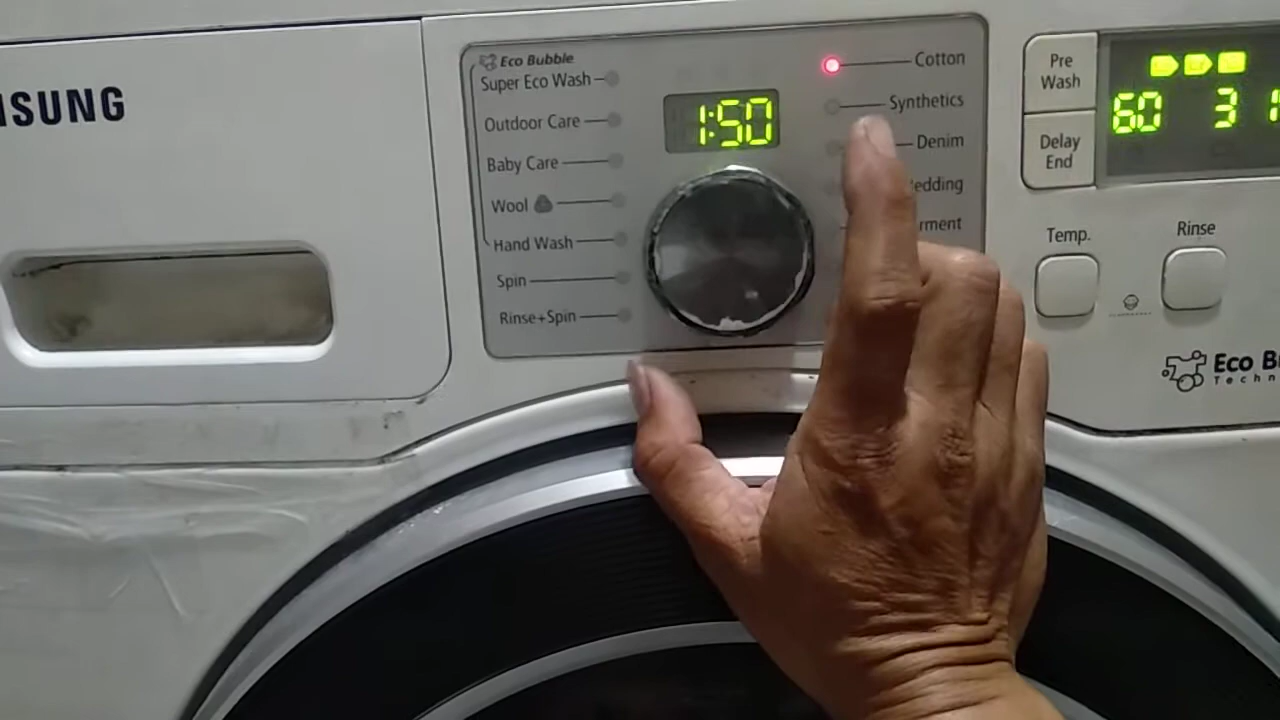 Eco Bubble
Super Eco Wash
Outdoor Care
Baby Care
Wool
Hand Wash
Spin
Rinse+Spin
1:50
Cotton
Synthetics
Denim
Pre
Wash
Delay
End
60 3
Temp.
Rinse
Eco